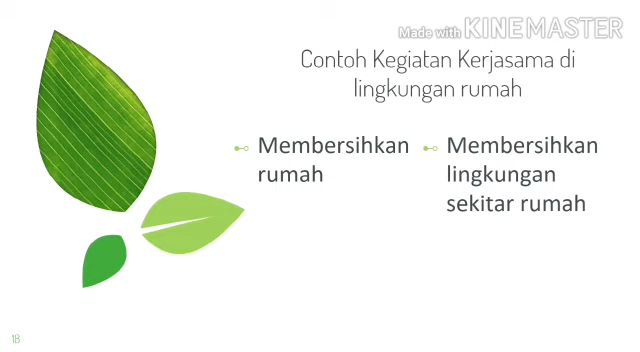 Made with KINEMASTER
Contoh Kegiatan Kerjasama di
lingkungan rumah
Membersihkan
rumah
Membersihkan
lingkungan
sekitar rumah
18